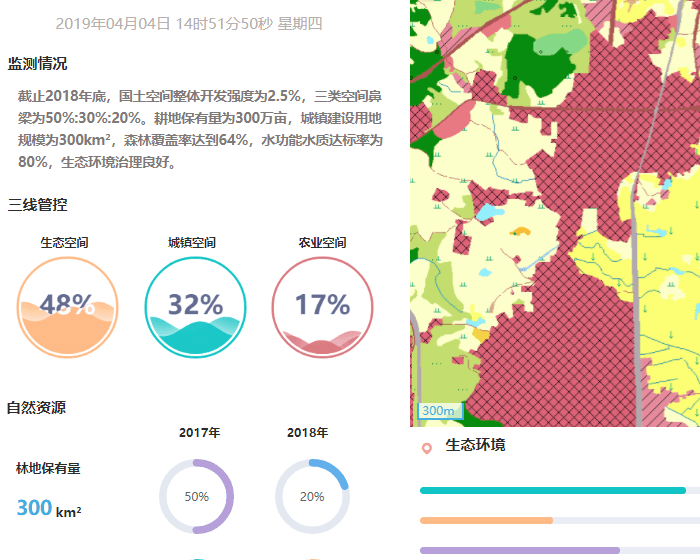 2019年04月04日 14时51分50秒 星期四
监测情况
截止2018年底，国土空间整体开发强度为2.5%，三类空间鼻
梁为50%:30%:20%。耕地保有量为300万亩，城镇建设用地
规模为300km²，森林覆盖率达到64%，水功能水质达标率为
80%，生态环境治理良好。
三线管控
生态空间 城镇空间 农业空间
48% 32% 17%
自然资源
2017年 2018年
林地保有量
300 km²
50% 20%
300m
生态环境